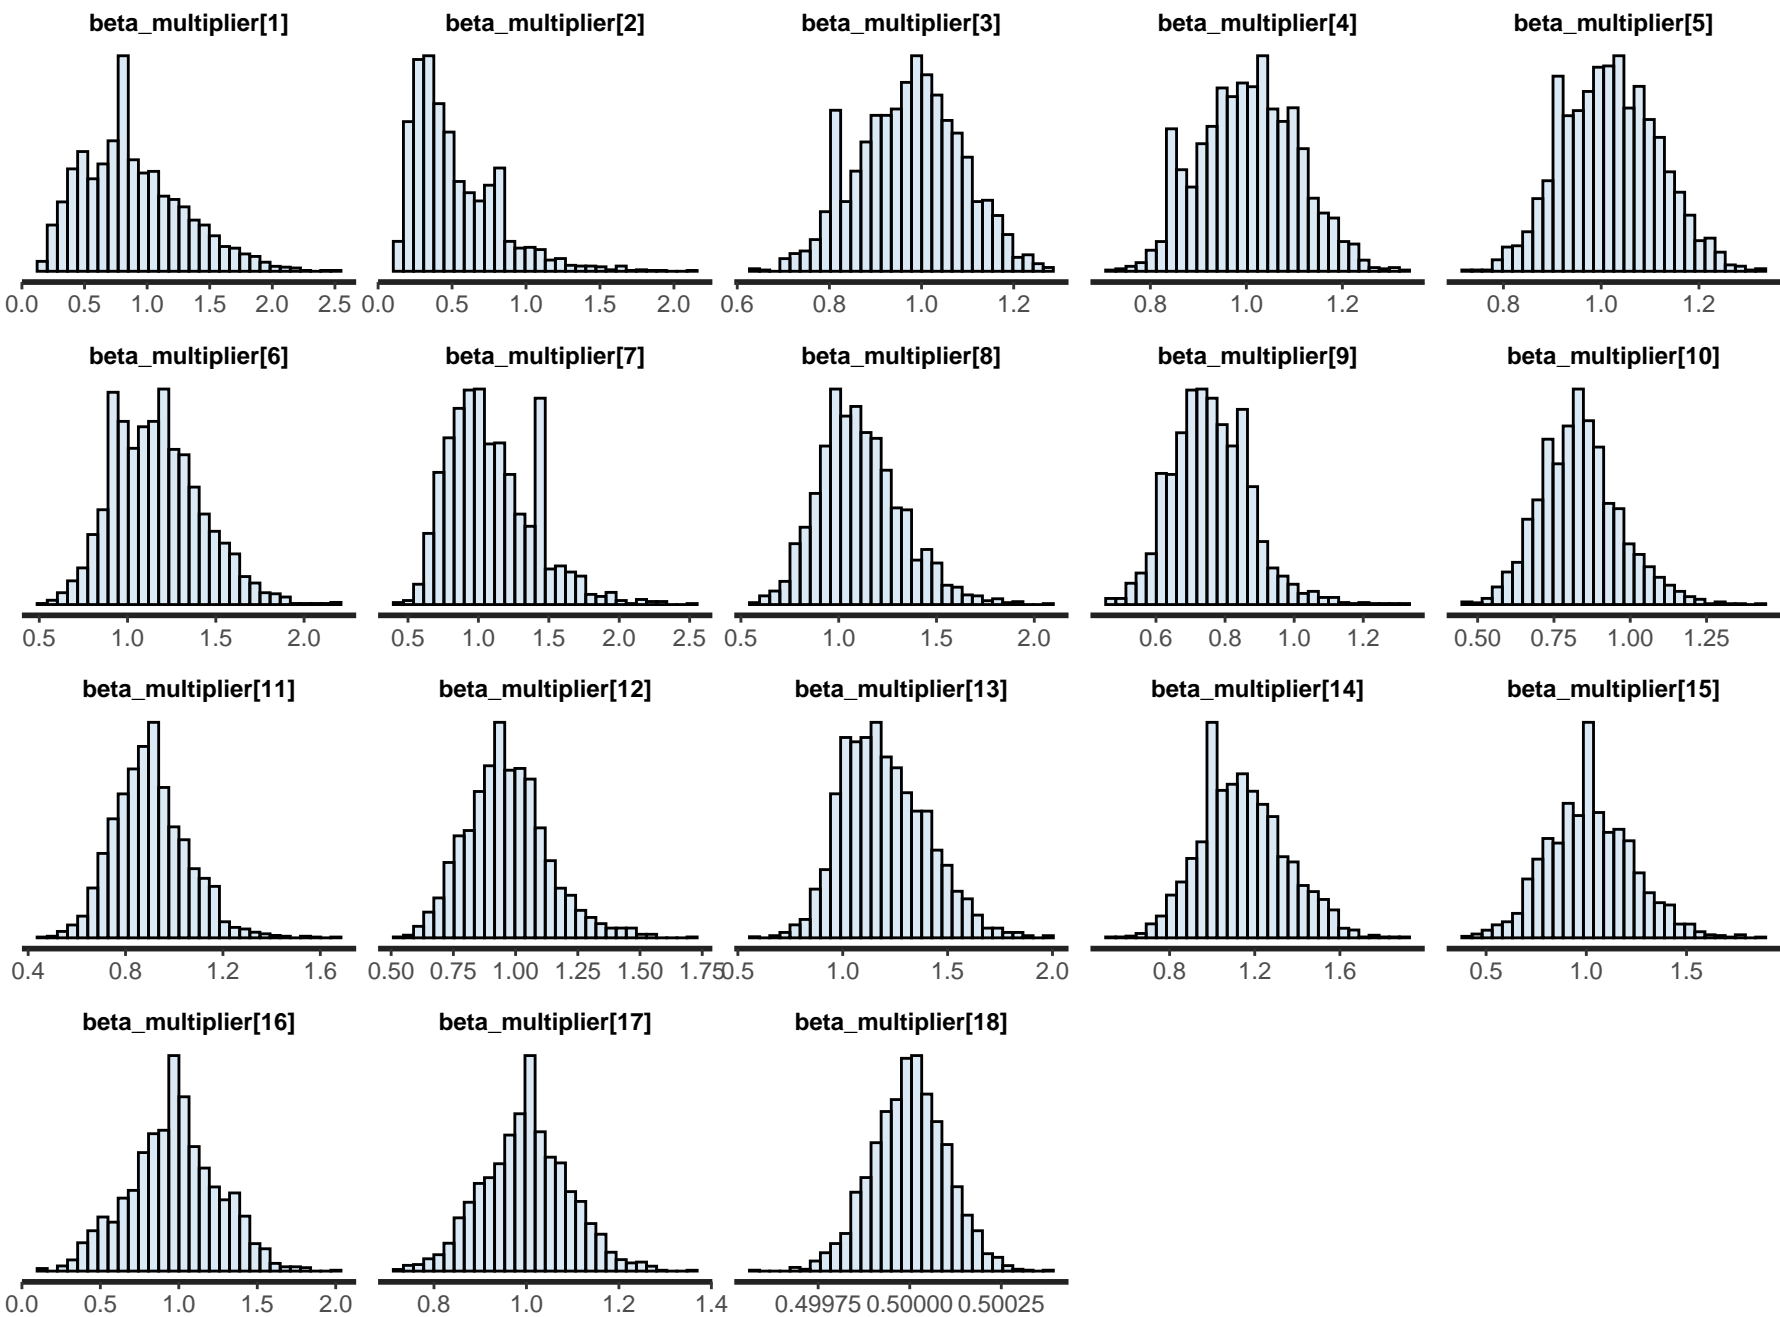 beta_multiplier[1] beta_multiplier[2] beta_multiplier[3] beta_multiplier[4] beta_multiplier[5]
0.0 0.5 1.0 1.5 2.0 2.5 0.0 0.5 1.0 1.5 2.0 0.6 0.8 1.0 1.2 0.8 1.0 1.2 0.8 1.0 1.2
beta_multiplier[6] beta_multiplier[7] beta_multiplier[8] beta_multiplier[9] beta_multiplier[10]
0.5 1.0 1.5 2.0 0.5 1.0 1.5 2.0 2.5 0.5 1.0 1.5 2.0 0.6 0.8 1.0 1.2 0.50 0.75 1.00 1.25
beta_multiplier[11] beta_multiplier[12] beta_multiplier[13] beta_multiplier[14] beta_multiplier[15]
0.4 0.8 1.2 1.6 0.50 0.75 1.00 1.25 1.50 1.75 0.5 1.0 1.5 2.0 0.8 1.2 1.6 0.5 1.0 1.5
beta_multiplier[16] beta_multiplier[17] beta_multiplier[18]
0.0 0.5 1.0 1.5 2.0 0.8 1.0 1.2 1.4 0.49975 0.50000 0.50025